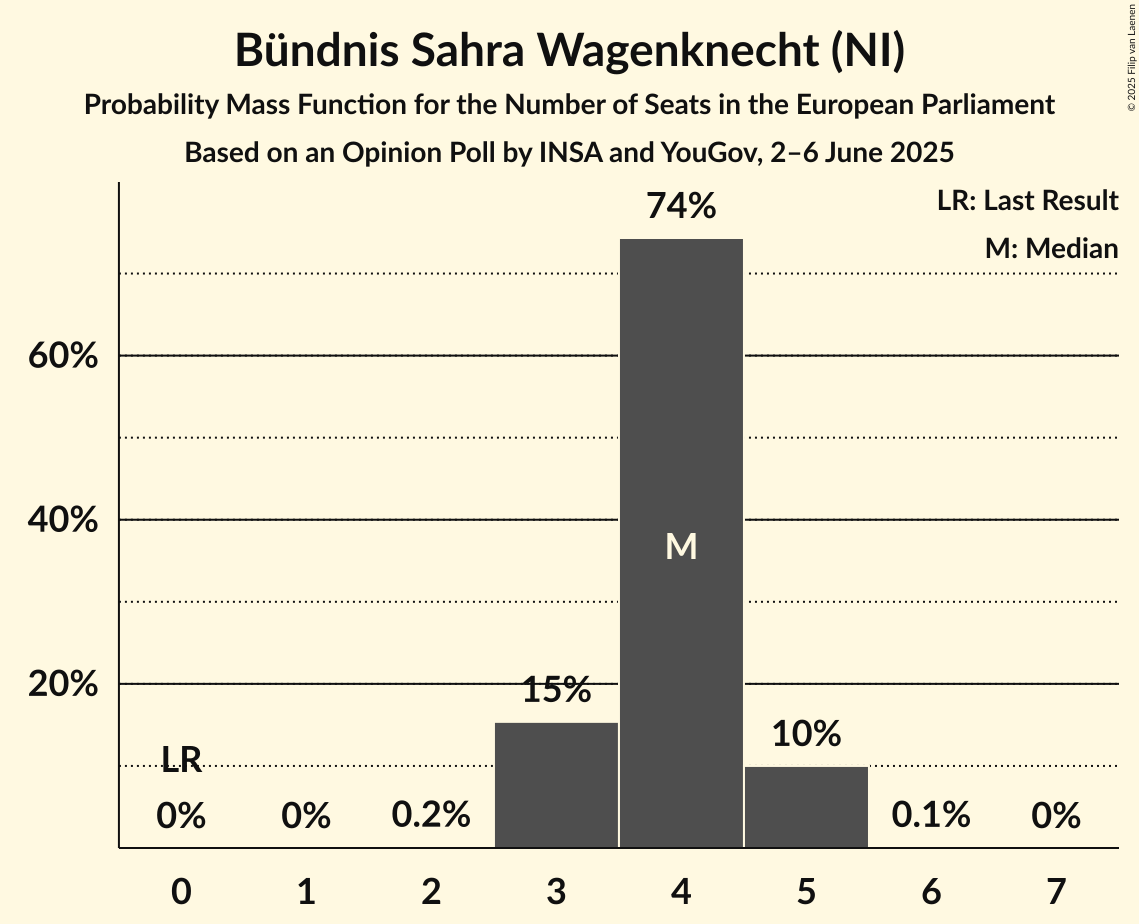 Bündnis Sahra Wagenknecht (NI)
Probability Mass Function for the Number of Seats in the European Parliament
Based on an Opinion Poll by INSA and YouGov, 2–6 June 2025
© 2025 Filip van Laenen
LR: Last Result
M: Median
74%
60%
40%
M
20%
15%
10%
LR
0% 0% 0.2% 0.1% 0%
0 1 2 3 4 5 6 7